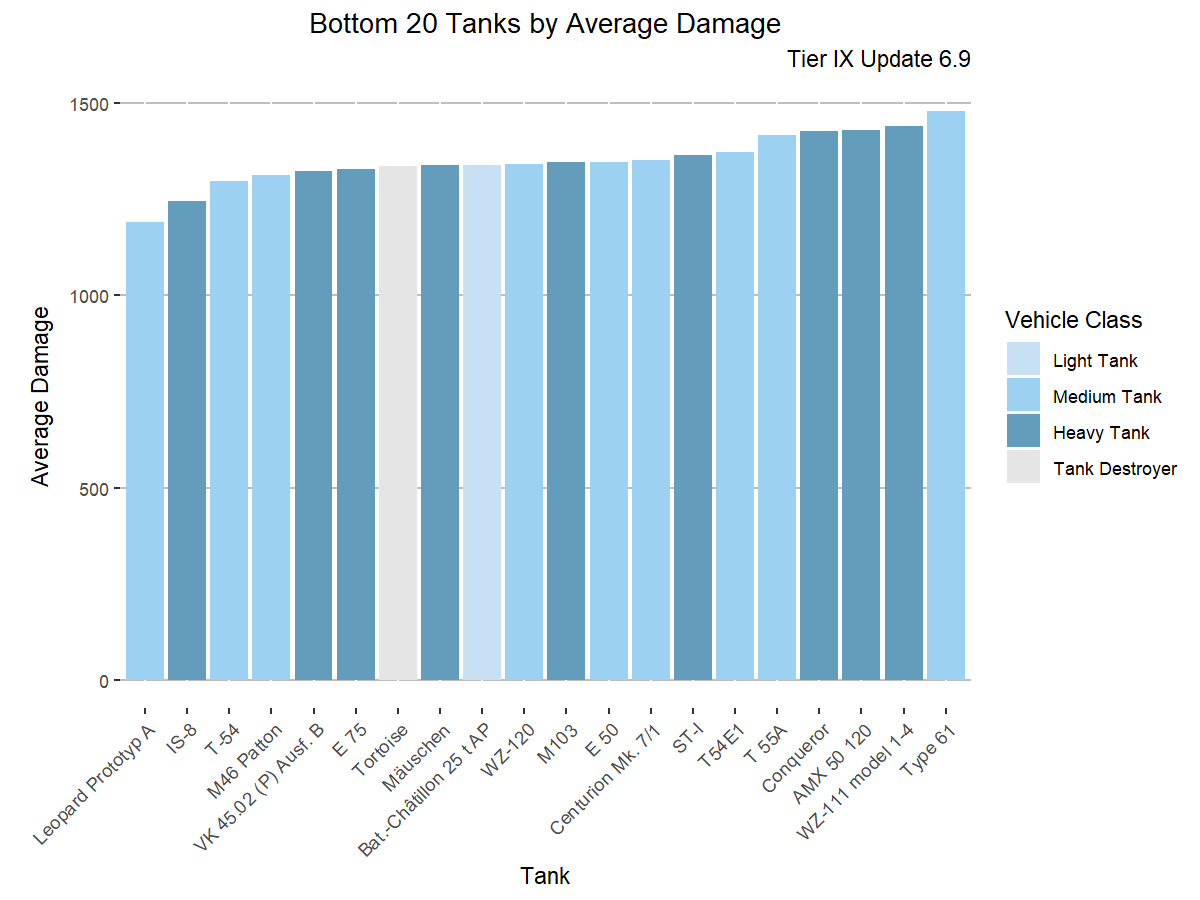 Bottom 20 Tanks by Average Damage
Tier IX Update 6.9
1500
1000
500
0
Average Damage
Leopard Prototyp A
IS-8
T-54
M46 Patton
VK 45.02 (P) Ausf. B
E 75
Tortoise
Mäuschen
Bat.-Châtillon 25 t AP
WZ-120
M103
E 50
Centurion Mk. 7/1
ST-I
T54E1
T 55A
Conqueror
AMX 50 120
WZ-111 model 1-4
Type 61
Tank
Vehicle Class
Light Tank
Medium Tank
Heavy Tank
Tank Destroyer